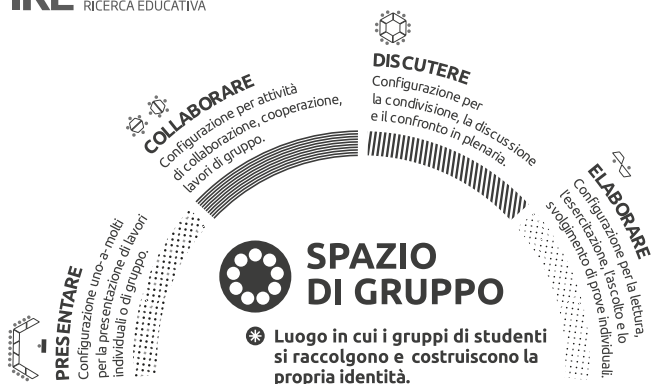 RICERCA EDUCATIVA
PRESENTARE
Configurazione uno-a-molti
per la presentazione di lavori
individuali o di gruppo.
COLLABORARE
Configurazione per attività
di collaborazione, cooperazione,
lavori di gruppo.
DISCUTERE
Configurazione per
la condivisione, la discussione
e il confronto in plenaria.
ELABORARE
Configurazione per la lettura,
l'esercitazione, l'ascolto e lo
svolgimento di prove individuali.
SPAZIO
DI GRUPPO
Luogo in cui i gruppi di studenti
si raccolgono e costruiscono la
propria identità.